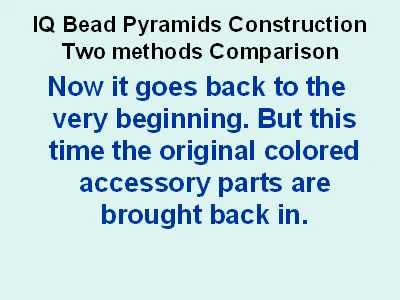 IQ Bead Pyramids Construction
Two methods Comparison
Now it goes back to the
very beginning. But this
time the original colored
accessory parts are
brought back in.